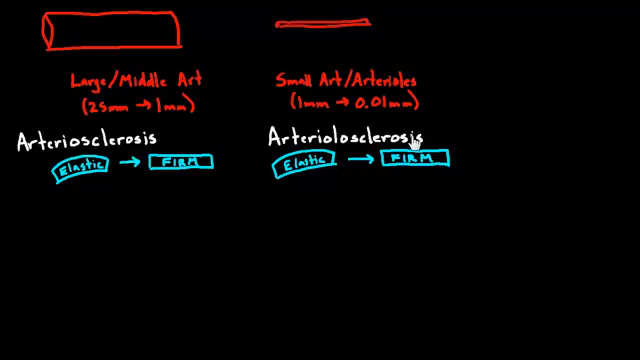 Large/Middle Art
(25mm → 1mm)
Arteriosclerosis
Elastic → FIRM
Small Art/Arterioles
(1mm → 0.01mm)
Arteriolosclerosis
Elastic → FIRM